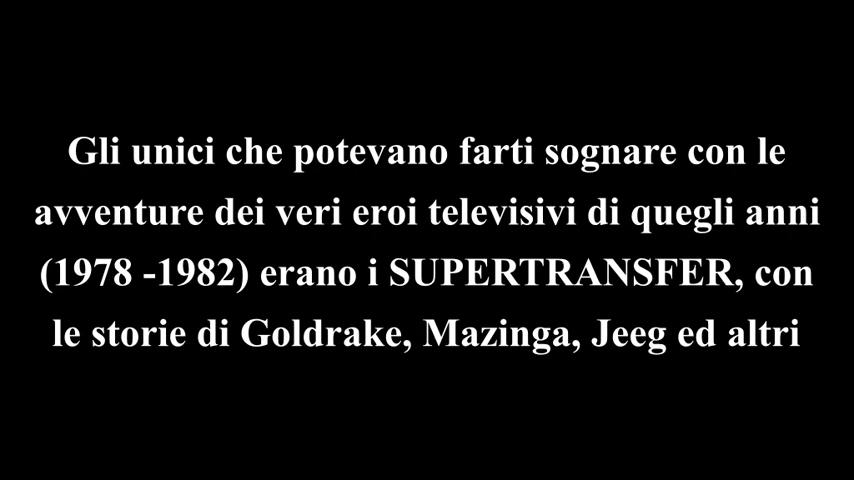 Gli unici che potevano farti sognare con le
avventure dei veri eroi televisivi di quegli anni
(1978 -1982) erano i SUPERTRANSFER, con
le storie di Goldrake, Mazinga, Jeeg ed altri